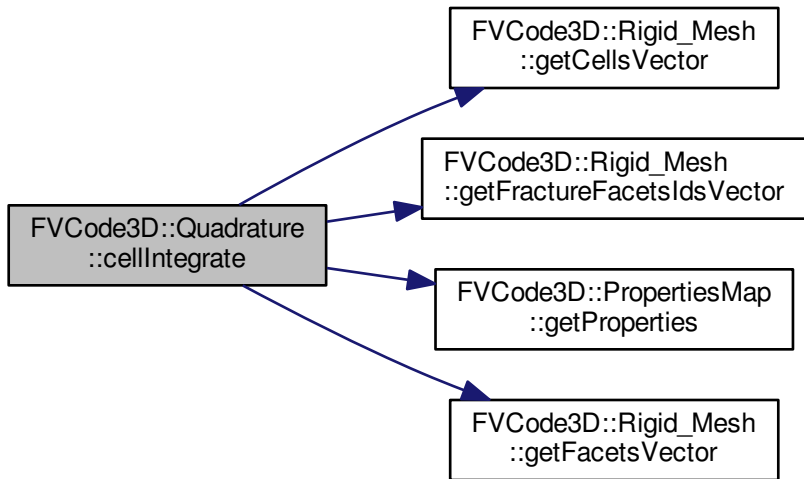 FVCode3D::Rigid_Mesh
::getCellsVector
FVCode3D::Rigid_Mesh
::getFractureFacetsIdsVector
FVCode3D::Quadrature
::cellIntegrate
FVCode3D::PropertiesMap
::getProperties
FVCode3D::Rigid_Mesh
::getFacetsVector